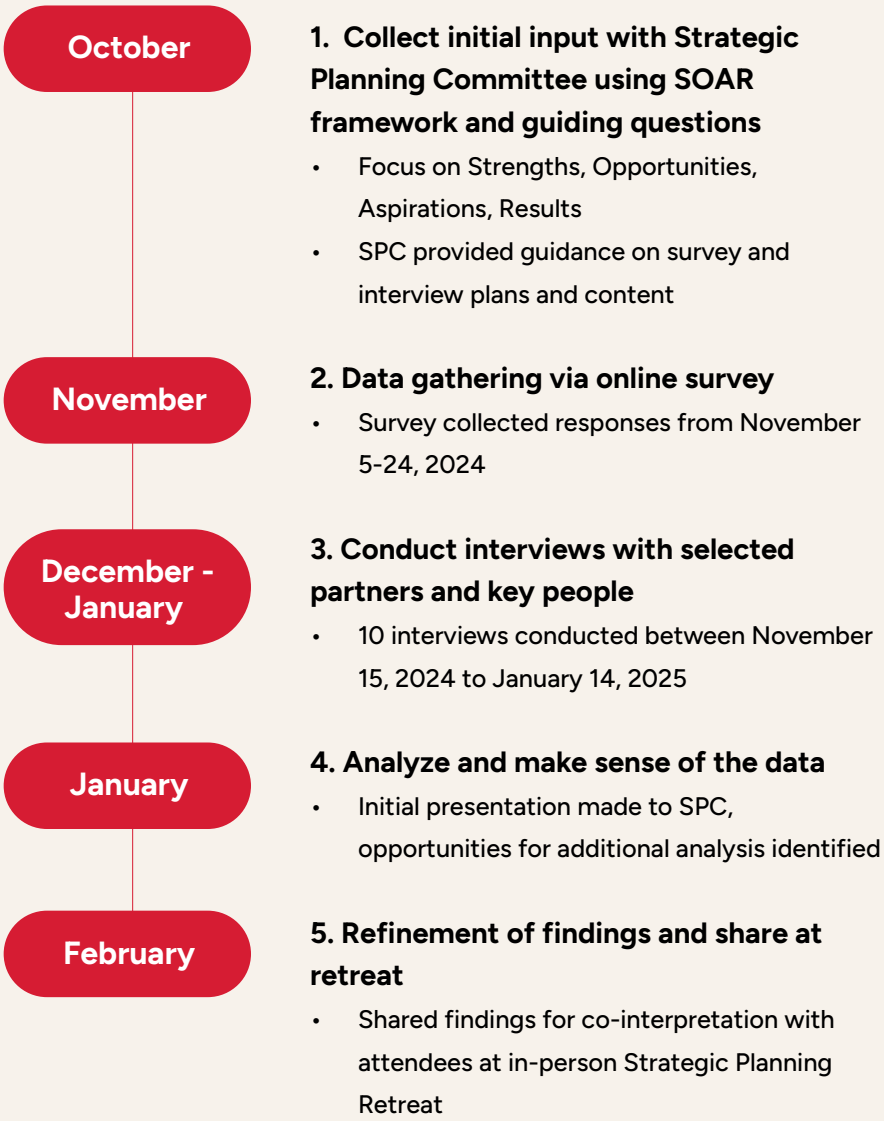 October
1. Collect initial input with Strategic
Planning Committee using SOAR
framework and guiding questions
• Focus on Strengths, Opportunities,
Aspirations, Results
• SPC provided guidance on survey and
interview plans and content
November
2. Data gathering via online survey
• Survey collected responses from November
5-24, 2024
December -
January
3. Conduct interviews with selected
partners and key people
• 10 interviews conducted between November
15, 2024 to January 14, 2025
January
4. Analyze and make sense of the data
• Initial presentation made to SPC,
opportunities for additional analysis identified
February
5. Refinement of findings and share at
retreat
• Shared findings for co-interpretation with
attendees at in-person Strategic Planning
Retreat